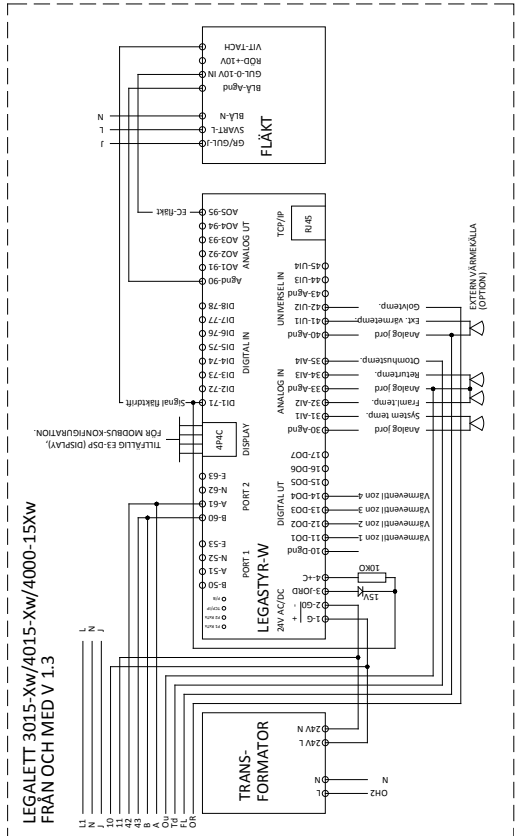 LEGALETT 3015-Xw/4015-Xw/4000-15Xw
FRÅN OCH MED V 1.3
L1
N
J
10
11
42
43
B
A
Ou
Td
FL
OR
L
N
J
TRANS-
FORMATOR
L
N
24V L
24V N
OH2
N
LEGASTYR-W
24V AC/DC
+
-
1-G
2-G0
3-JORD
4-+C
15V
10KO
PORT 1
B-50
A-51
N-52
E-53
PORT 2
B-60
A-61
N-62
E-63
4P4C
DISPLAY
TILLFÄLLIG E3-DSP (DISPLAY),
FÖR MODBUS-KONFIGURATION.
DIGITAL IN
DI1-71
DI2-72
DI3-73
DI4-74
DI5-75
DI6-76
DI7-77
DI8-78
Signal fläktdrift
ANALOG UT
Agnd-90
AO1-91
AO2-92
AO3-93
AO4-94
AO5-95
EC-fläkt
TCP/IP
RJ45
DIGITAL UT
10-Dgnd
11-DO1
12-DO2
13-DO3
14-DO4
15-DO5
16-DO6
17-DO7
Värmeventil zon 1
Värmeventil zon 2
Värmeventil zon 3
Värmeventil zon 4
ANALOG IN
30-Agnd
31-AI1
32-AI2
33-Agnd
34-AI3
35-AI4
Analog jord
System temp.
Framl.temp.
Analog jord
Returtemp.
Utomhustemp.
UNIVERSEL IN
40-Agnd
41-UI1
42-UI2
43-Agnd
44-UI3
45-UI4
Analog jord
Ext. värmetemp.
Golvtemp.
EXTERN VÄRMEKÄLLA
(OPTION)
FLÄKT
GR/GUL-J
SVART-L
BLÅ-N
BLÅ-Agnd
GUL-0-10V IN
RÖD-+10V
VIT-TACH
J
L
N